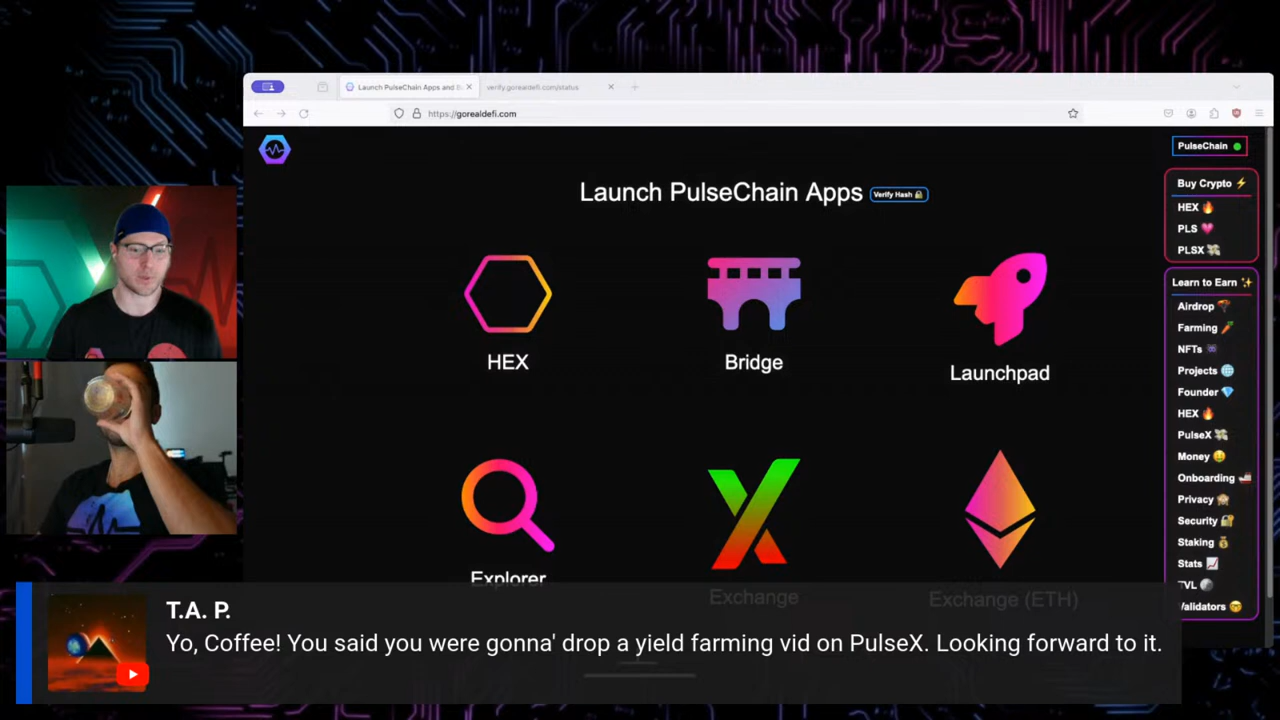 Launch PulseChain Apps and B
verify.gorealdefi.com/status
https://gorealdefi.com
PulseChain
Launch PulseChain Apps
Verify Hash
HEX
Bridge
Launchpad
Explorer
Exchange
Exchange (ETH)
Buy Crypto
HEX
PLS
PLSX
Learn to Earn
Airdrop
Farming
NFTs
Projects
Founder
HEX
PulseX
Money
Onboarding
Privacy
Security
Staking
Stats
TVL
Validators
T.A. P.
Yo, Coffee! You said you were gonna' drop a yield farming vid on PulseX. Looking forward to it.